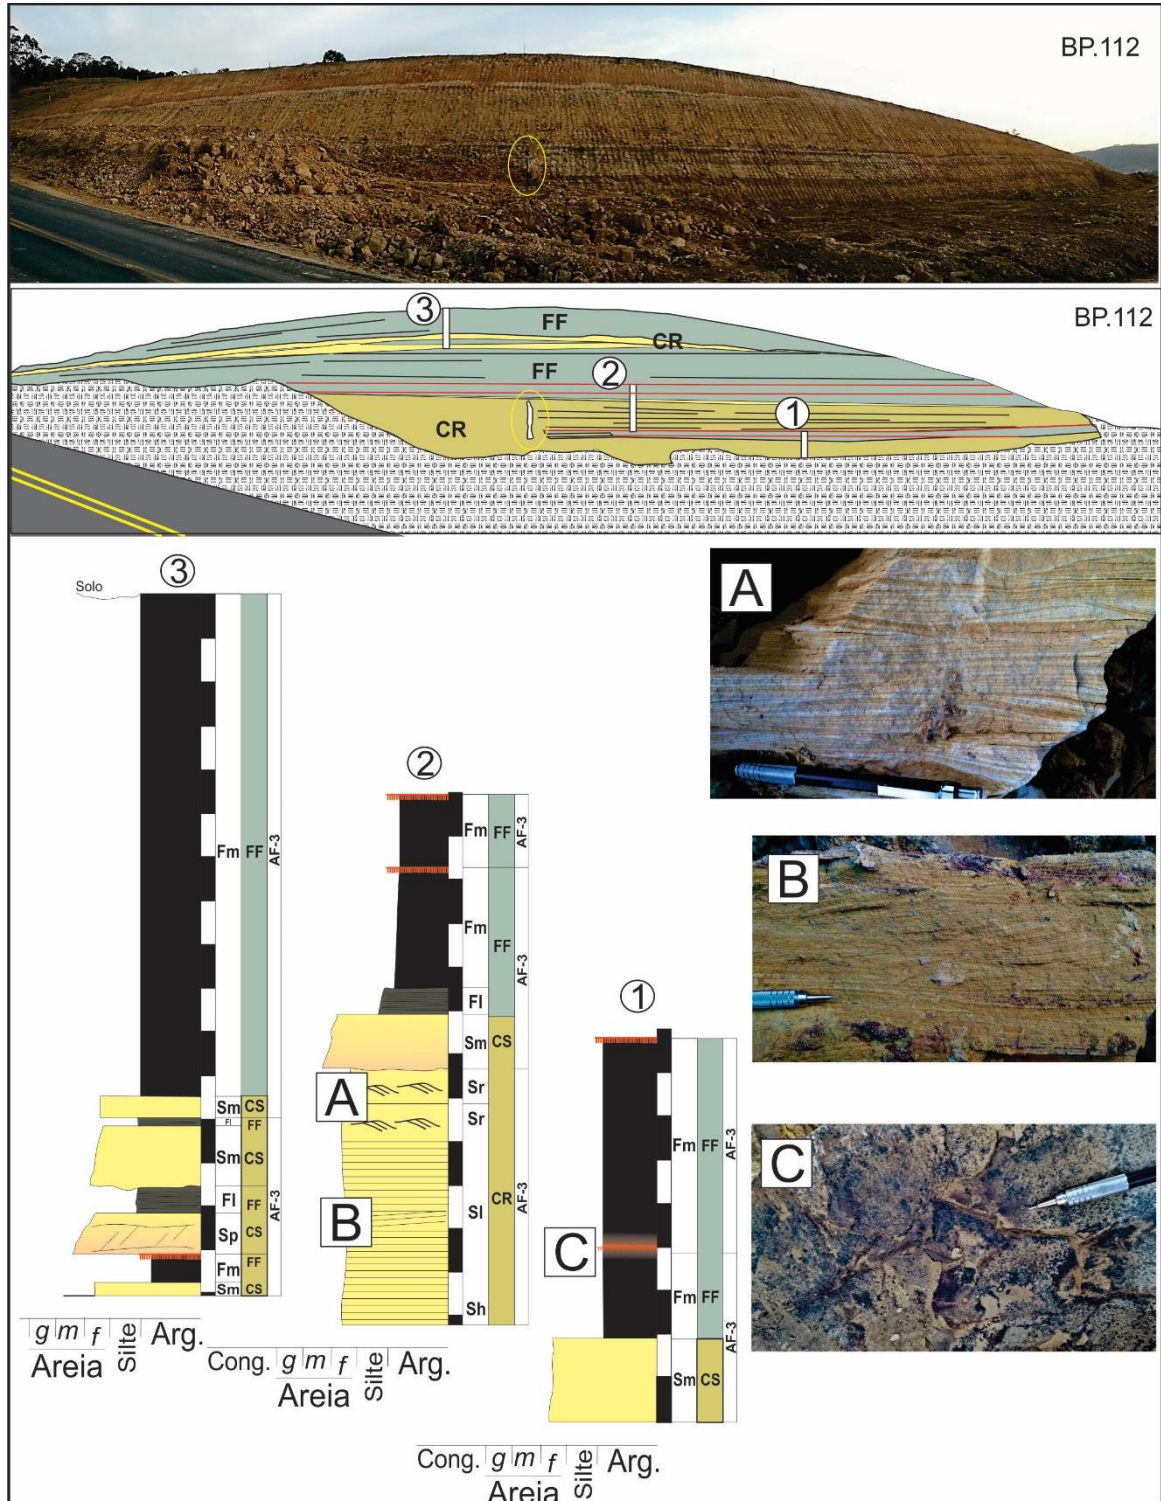 BP.112
BP.112
3
FF
CR
FF
2
1
CR
3
Solo
Fm
FF
AF-3
Sm
CS
Fl
FF
Sm
CS
Fl
FF
AF-3
Sp
CS
Fm
FF
Sm
CS
g m f Silte Arg.
Areia
2
Fm
FF
AF-3
Fm
FF
AF-3
Fl
Sm
CS
A
Sr
Sr
B
Sl
CR
AF-3
Sh
Cong. g m f Silte Arg.
Areia
1
Fm
FF
AF-3
C
Fm
FF
AF-3
Sm
CS
Cong. g m f Silte Arg.
Areia
A
B
C